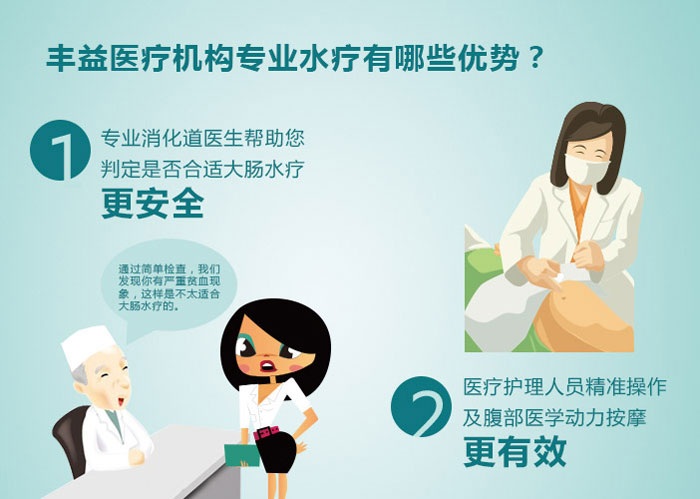 丰益医疗机构专业水疗有哪些优势？
1
专业消化道医生帮助您
判定是否合适大肠水疗
更安全
通过简单检查，我们
发现你有严重贫血现
象，这样是不太适合
大肠水疗的。
2
医疗护理人员精准操作
及腹部医学动力按摩
更有效